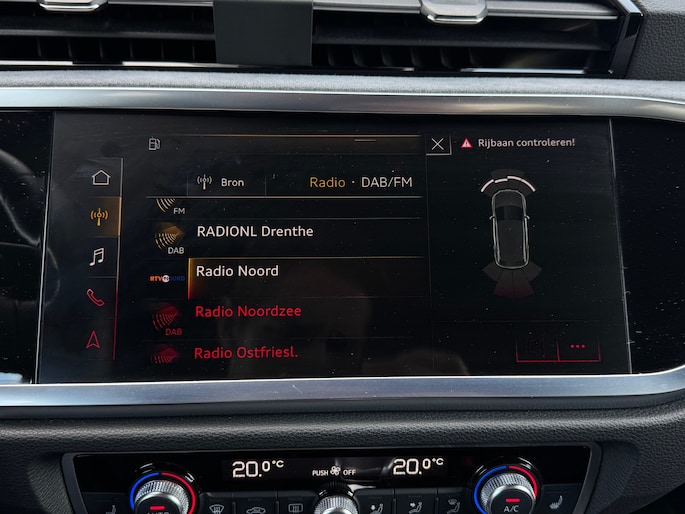 Rijbaan controleren!
Bron
Radio · DAB/FM
FM
RADIONL Drenthe
DAB
Radio Noord
Radio Noordzee
DAB
Radio Ostfriesl.
20.0°C
PUSH OFF
20.0°C
AUTO
A/C